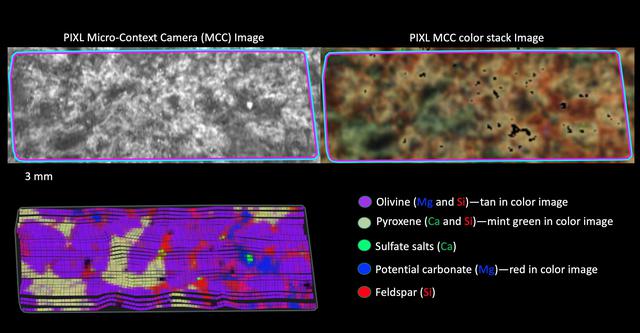 PIXL Micro-Context Camera (MCC) Image
PIXL MCC color stack Image
3 mm
Olivine (Mg and Si)—tan in color image
Pyroxene (Ca and Si)—mint green in color image
Sulfate salts (Ca)
Potential carbonate (Mg)—red in color image
Feldspar (Si)